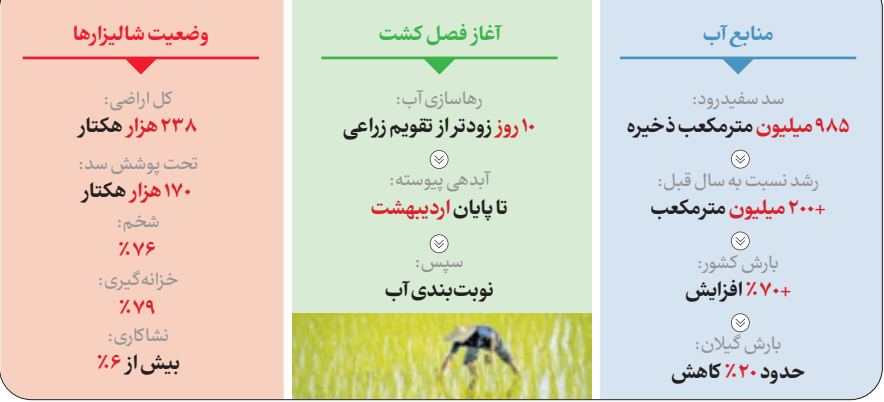 منابع آب
سد سفیدرود:
۹۸۵ میلیون مترمکعب ذخیره
رشد نسبت به سال قبل:
+۲۰۰ میلیون مترمکعب
بارش کشور:
+۷۰٪ افزایش
بارش گیلان:
حدود ۲۰٪ کاهش
آغاز فصل کشت
رهاسازی آب:
۱۰ روز زودتر از تقویم زراعی
آبدهی پیوسته:
تا پایان اردیبهشت
سپس:
نوبت‌بندی آب
وضعیت شالیزارها
کل اراضی:
۲۳۸ هزار هکتار
تحت پوشش سد:
۱۷۰ هزار هکتار
شخم:
۷۶٪
خزانه‌گیری:
۷۹٪
نشاکاری:
بیش از ۶٪